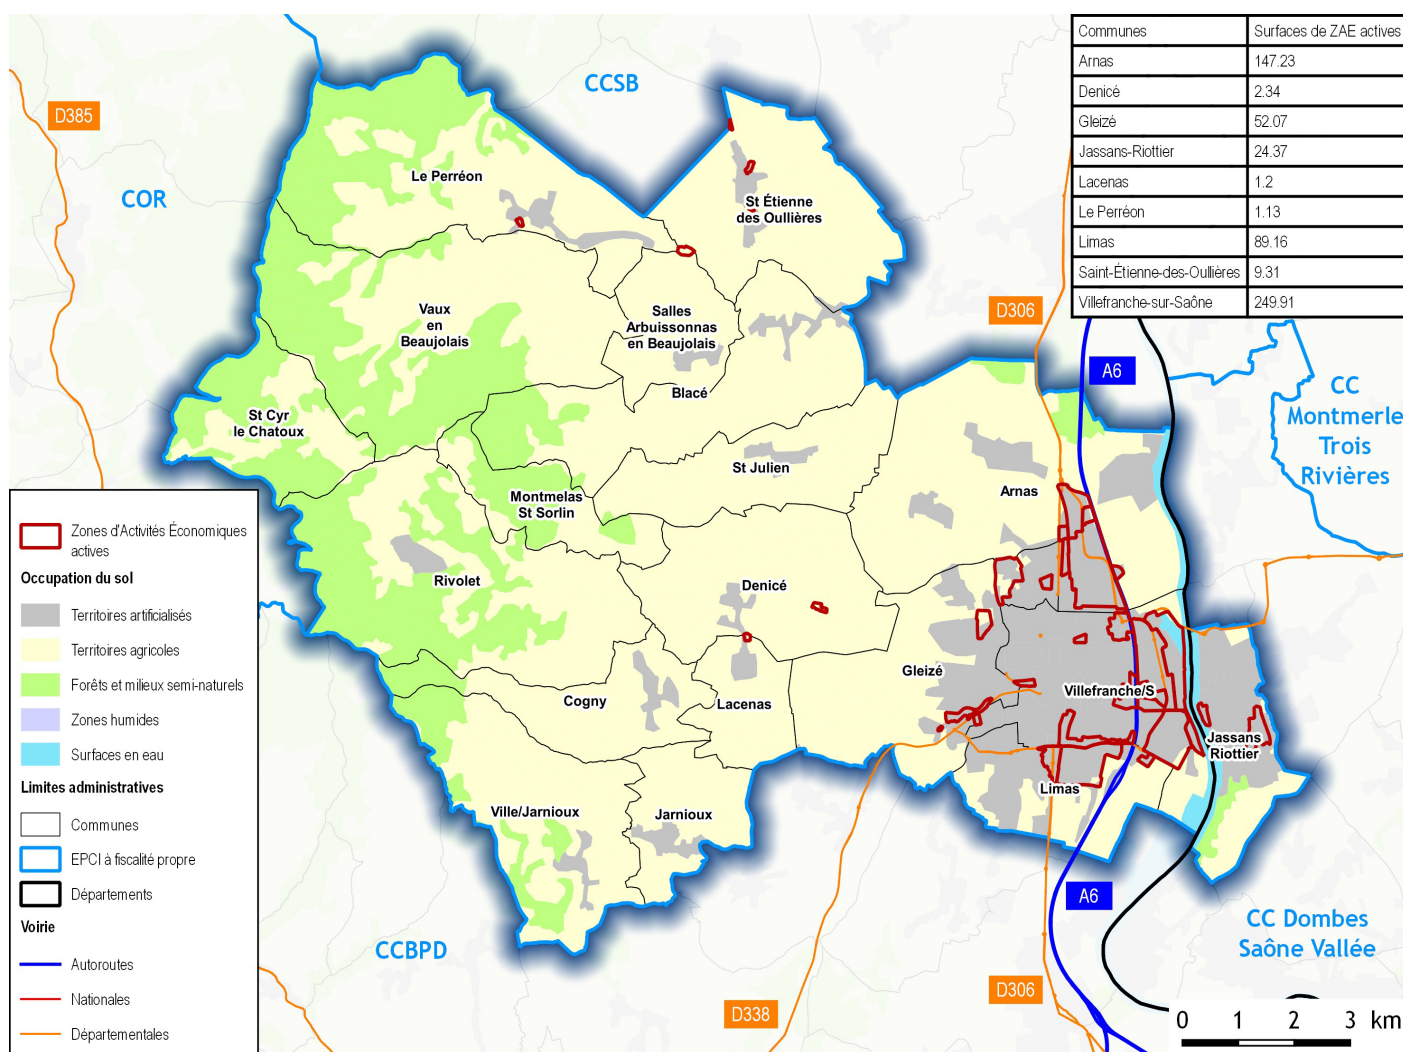 Communes Surfaces de ZAE actives
Arnas 147.23
Denicé 2.34
Gleizé 52.07
Jassans-Riottier 24.37
Lacenas 1.2
Le Perréon 1.13
Limas 89.16
Saint-Étienne-des-Oullières 9.31
Villefranche-sur-Saône 249.91
D385
CCSB
COR
Le Perréon
St Étienne
des Oullières
Vaux
en
Beaujolais
Salles
Arbuissonnas
en Beaujolais
D306
A6
CC
Montmerle
Trois
Rivières
Blacé
St Cyr
le Chatoux
St Julien
Montmelas
St Sorlin
Arnas
Rivolet
Denicé
Gleizé
Cogny
Lacenas
Villefranche/S
Jassans
Riottier
Limas
Ville/Jarnioux
Jarnioux
A6
CCBPD
CC Dombes
Saône Vallée
D306
D338
Zones d'Activités Économiques
actives
Occupation du sol
Territoires artificialisés
Territoires agricoles
Forêts et milieux semi-naturels
Zones humides
Surfaces en eau
Limites administratives
Communes
EPCI à fiscalité propre
Départements
Voirie
Autoroutes
Nationales
Départementales
0 1 2 3 km